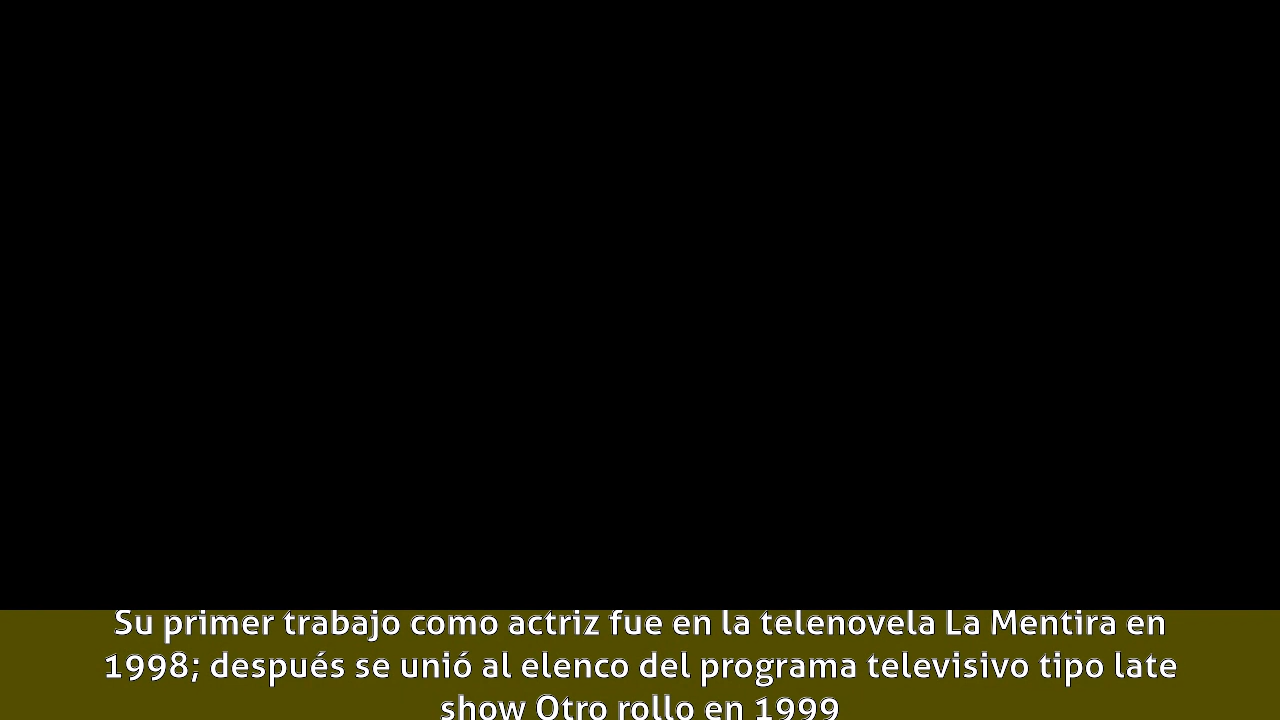 Su primer trabajo como actriz fue en la telenovela La Mentira en
1998; después se unió al elenco del programa televisivo tipo late
show Otro rollo en 1999